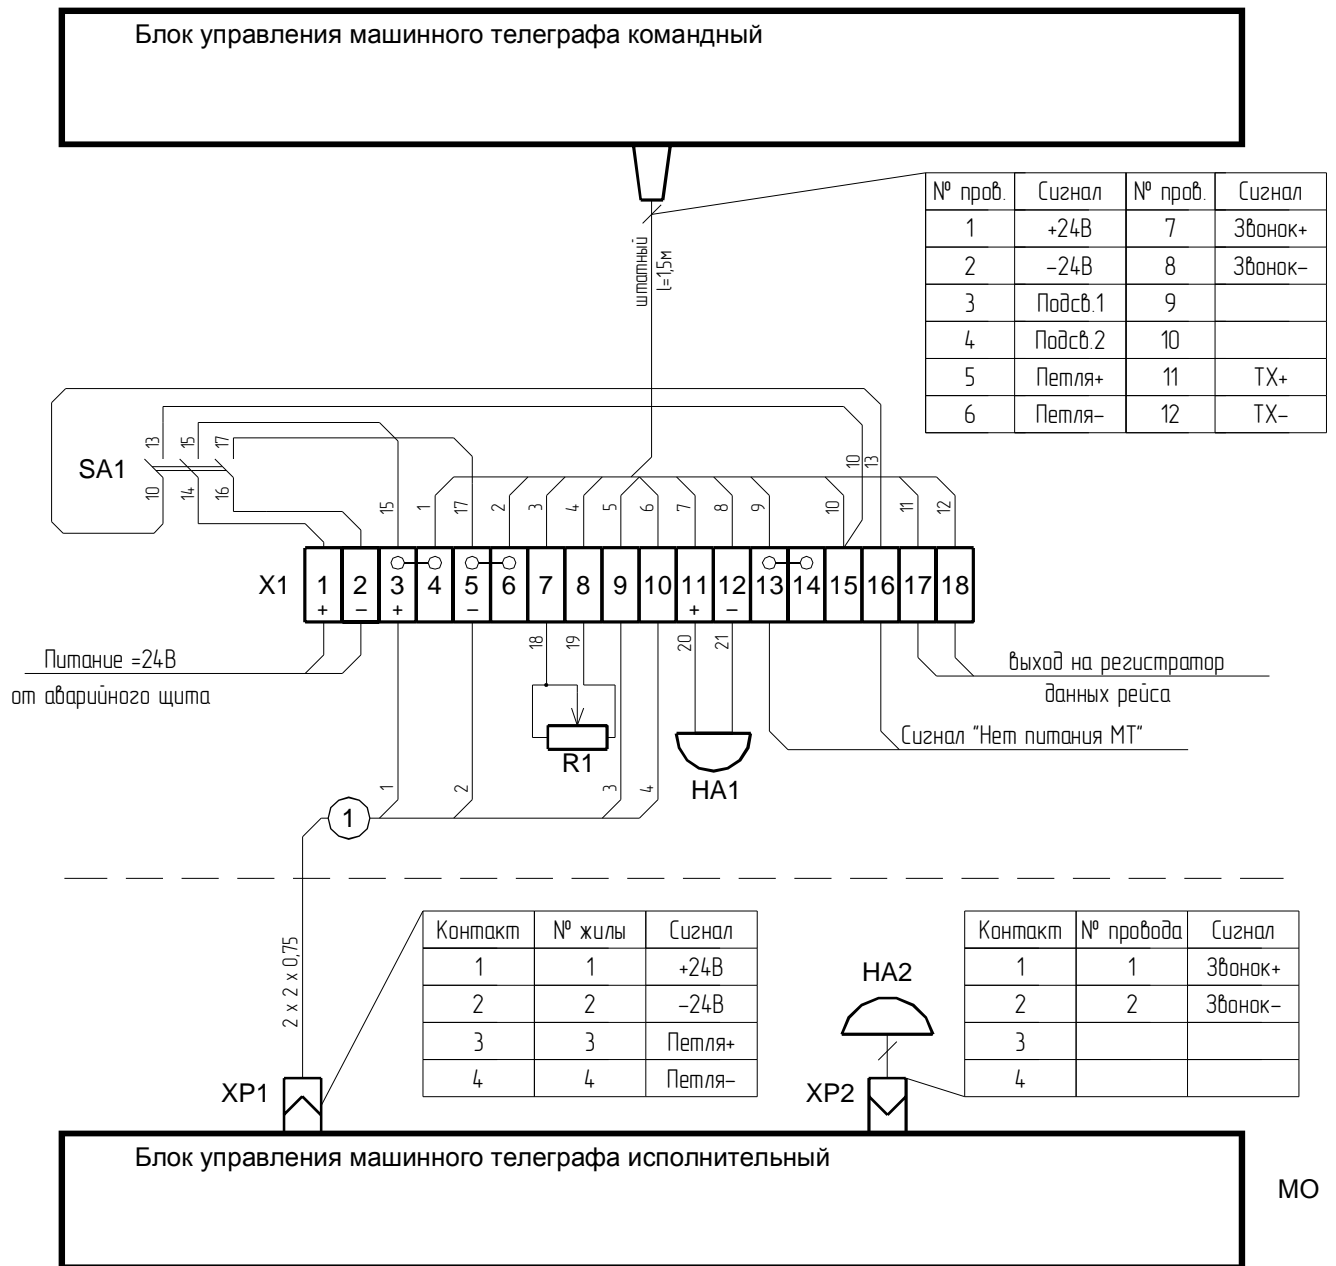 Блок управления машинного телеграфа командный
№ пров. Сигнал № пров. Сигнал
1 +24В 7 Звонок+
2 −24В 8 Звонок−
3 Подсв.1 9
4 Подсв.2 10
5 Петля+ 11 TX+
6 Петля− 12 TX−
штатный
l=1,5м
13 15 17
SA1
10 14 16
10 13
15 1 17 2 3 4 5 6 7 8 9 10 11 12
X1 1 2 3 4 5 6 7 8 9 10 11 12 13 14 15 16 17 18
+ − + − + −
18 19 20 21
Питание =24В
от аварийного щита
выход на регистратор
данных рейса
Сигнал "Нет питания МТ"
R1
HA1
1 2 3 4
1
2 x 2 x 0,75
Контакт № жилы Сигнал
1 1 +24В
2 2 −24В
3 3 Петля+
4 4 Петля−
HA2
Контакт № провода Сигнал
1 1 Звонок+
2 2 Звонок−
3
4
XP1
XP2
Блок управления машинного телеграфа исполнительный
МО